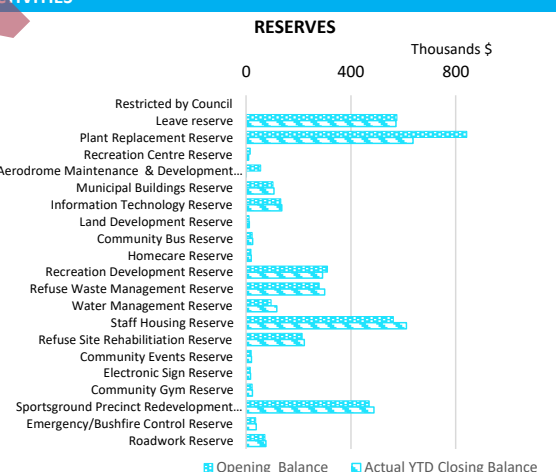 RESERVES
Thousands $
0 400 800
Restricted by Council
Leave reserve
Plant Replacement Reserve
Recreation Centre Reserve
Aerodrome Maintenance & Development...
Municipal Buildings Reserve
Information Technology Reserve
Land Development Reserve
Community Bus Reserve
Homecare Reserve
Recreation Development Reserve
Refuse Waste Management Reserve
Water Management Reserve
Staff Housing Reserve
Refuse Site Rehabilitiation Reserve
Community Events Reserve
Electronic Sign Reserve
Community Gym Reserve
Sportsground Precinct Redevelopment...
Emergency/Bushfire Control Reserve
Roadwork Reserve
Opening Balance Actual YTD Closing Balance